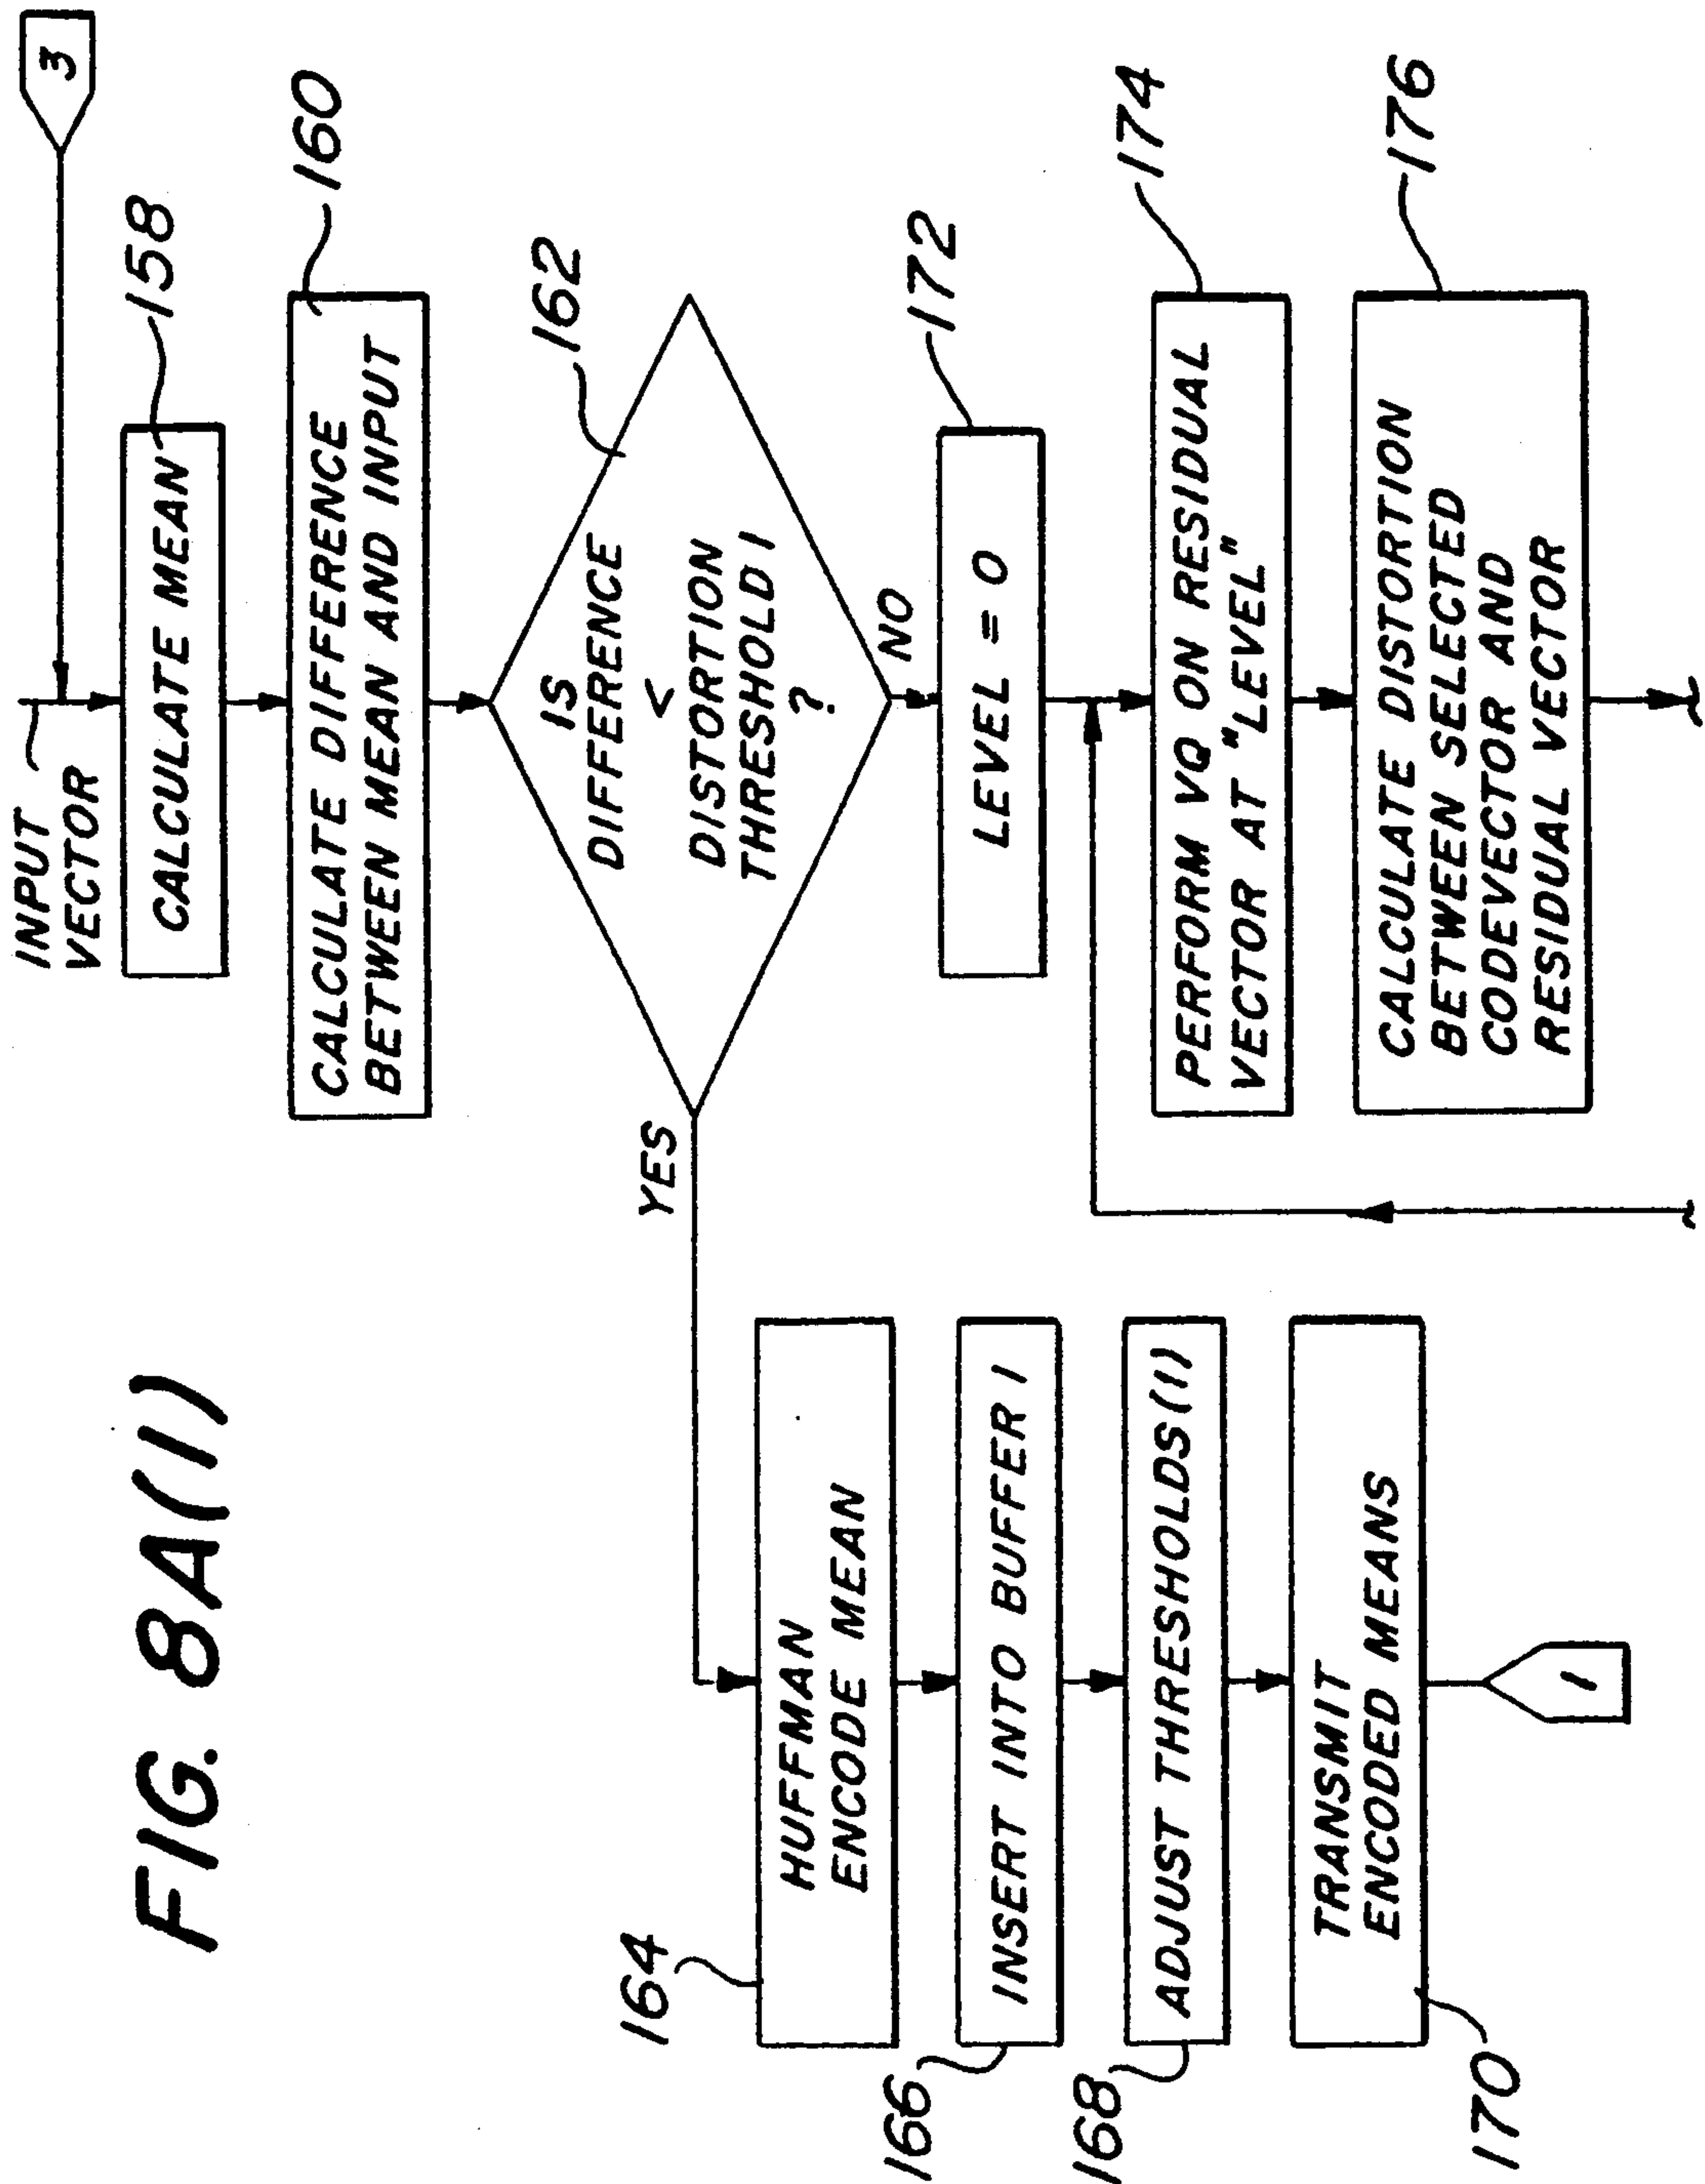 FIG. 8A(1)
3
INPUT
VECTOR
158
CALCULATE MEAN
160
CALCULATE DIFFERENCE
BETWEEN MEAN AND INPUT
162
IS
DIFFERENCE
<
DISTORTION
THRESHOLD 1
?
YES
NO
164
HUFFMAN
ENCODE MEAN
166
INSERT INTO BUFFER 1
168
ADJUST THRESHOLDS(1)
170
TRANSMIT
ENCODED MEANS
1
172
LEVEL = 0
174
PERFORM VQ ON RESIDUAL
VECTOR AT "LEVEL"
176
CALCULATE DISTORTION
BETWEEN SELECTED
CODEVECTOR AND
RESIDUAL VECTOR